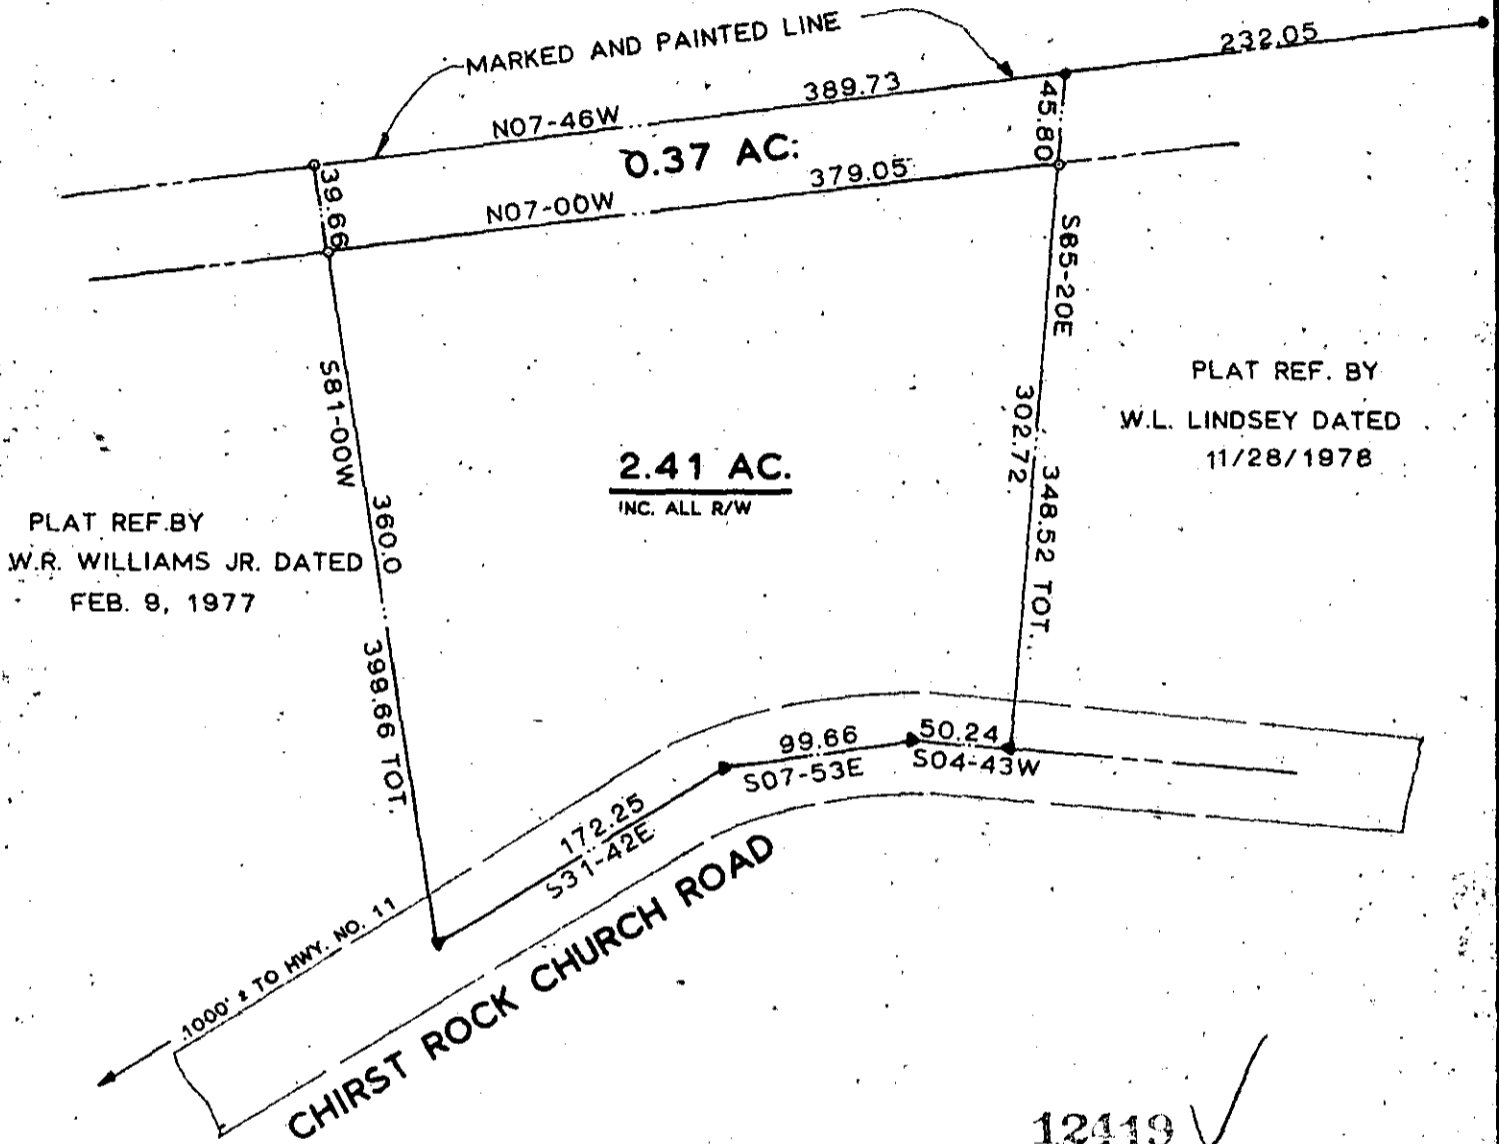 MARKED AND PAINTED LINE
232.05
N07-46W
389.73
45.80
0.37 AC.
39.66
N07-00W
379.05
S65-20E
S81-00W
360.0
399.66 TOT.
302.72
348.52 TOT.
PLAT REF. BY
W.L. LINDSEY DATED
11/28/1978
2.41 AC.
INC. ALL R/W
PLAT REF.BY
W.R. WILLIAMS JR. DATED
FEB. 9, 1977
99.66
S07-53E
50.24
S04-43W
172.25
S31-42E
1000' ± TO HWY. NO. 11
CHIRST ROCK CHURCH ROAD
12419